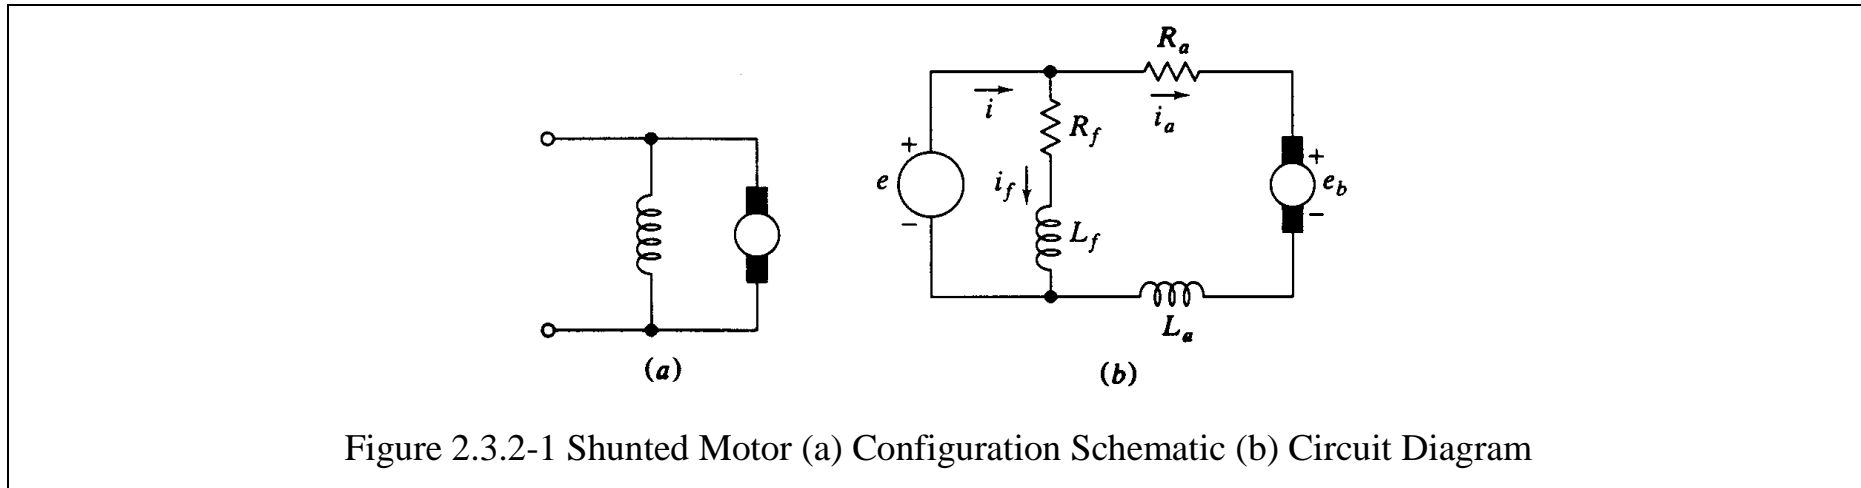 R_a
i
i_a
R_f
+
+
e
i_f
e_b
-
-
L_f
L_a
(a)
(b)
Figure 2.3.2-1 Shunted Motor (a) Configuration Schematic (b) Circuit Diagram